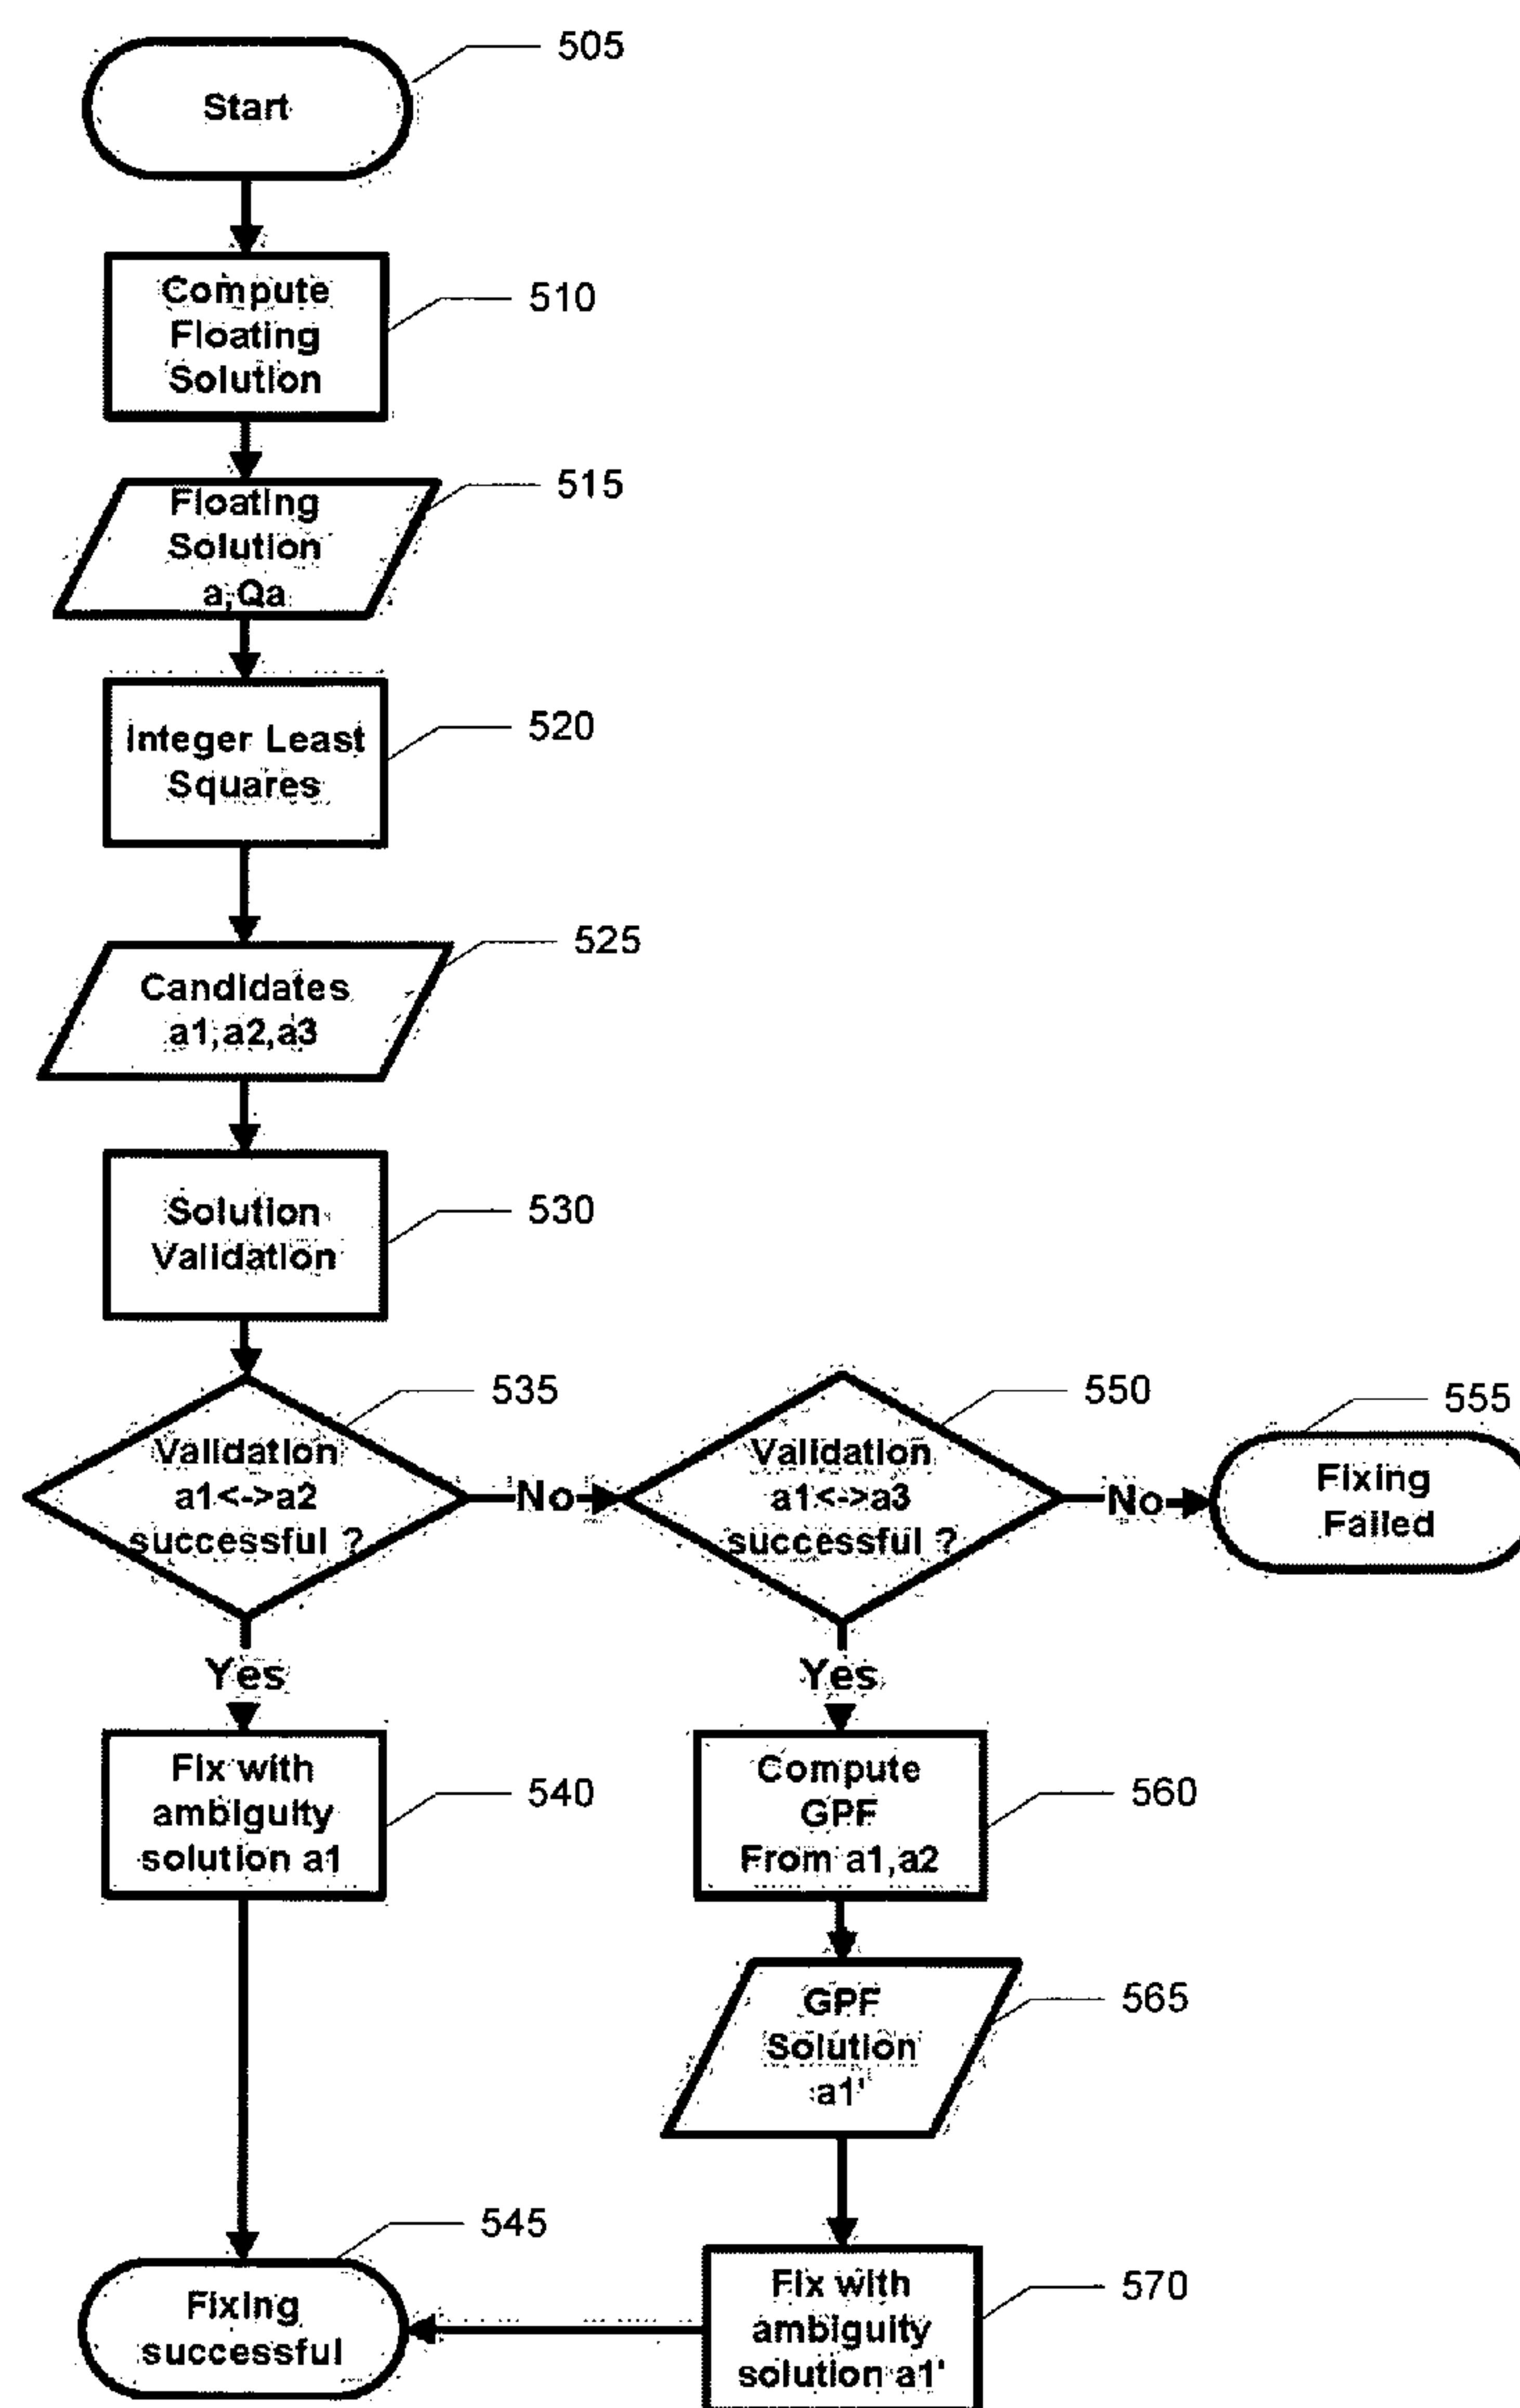 505
Start
Compute
Floating
Solution
510
Floating
Solution
a,Qa
515
Integer Least
Squares
520
Candidates
a1,a2,a3
525
Solution
Validation
530
535
Validation
a1<->a2
successful ?
No
550
Validation
a1<->a3
successful ?
No
555
Fixing
Failed
Yes
Yes
Fix with
ambiguity
solution a1
540
Compute
GPF
From a1,a2
560
GPF
Solution
a1'
565
545
Fixing
successful
Fix with
ambiguity
solution a1'
570